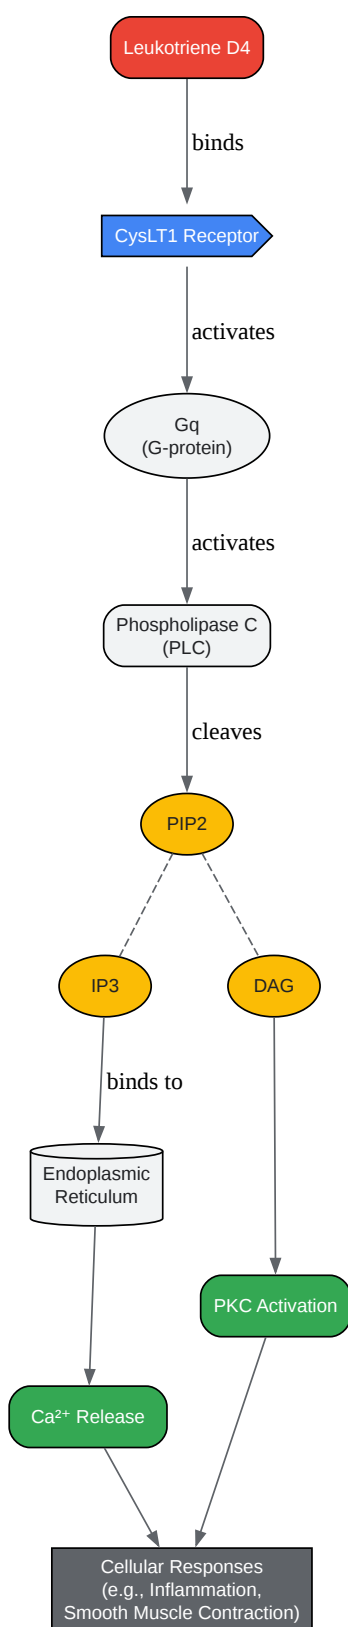 Leukotriene D4
binds
CysLT1 Receptor
activates
Gq
(G-protein)
activates
Phospholipase C
(PLC)
cleaves
PIP2
IP3
DAG
binds to
Endoplasmic
Reticulum
PKC Activation
Ca²⁺ Release
Cellular Responses
(e.g., Inflammation,
Smooth Muscle Contraction)